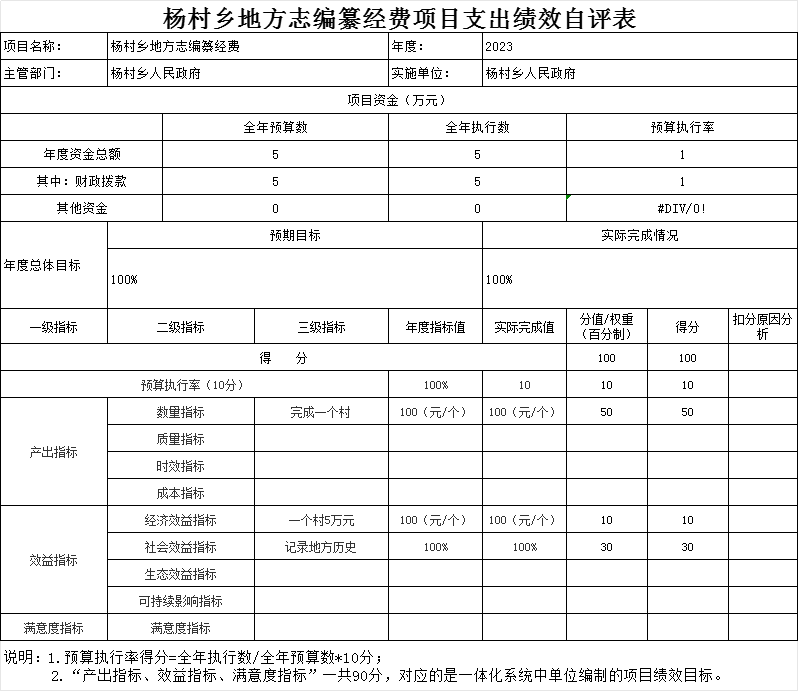 杨村乡地方志编纂经费项目支出绩效自评表
项目名称： 杨村乡地方志编纂经费 年度： 2023
主管部门： 杨村乡人民政府 实施单位： 杨村乡人民政府
项目资金（万元）
全年预算数 全年执行数 预算执行率
年度资金总额 5 5 1
其中：财政拨款 5 5 1
其他资金 0 0 #DIV/0!
年度总体目标 预期目标 实际完成情况
100% 100%
一级指标 二级指标 三级指标 年度指标值 实际完成值 分值/权重（百分制） 得分 扣分原因分析
得 分 100 100
预算执行率（10分） 100% 10 10 10
产出指标 数量指标 完成一个村 100（元/个） 100（元/个） 50 50
质量指标
时效指标
成本指标
效益指标 经济效益指标 一个村5万元 100（元/个） 100（元/个） 10 10
社会效益指标 记录地方历史 100% 100% 30 30
生态效益指标
可持续影响指标
满意度指标 满意度指标
说明：1.预算执行率得分=全年执行数/全年预算数*10分；
2.“产出指标、效益指标、满意度指标”一共90分，对应的是一体化系统中单位编制的项目绩效目标。